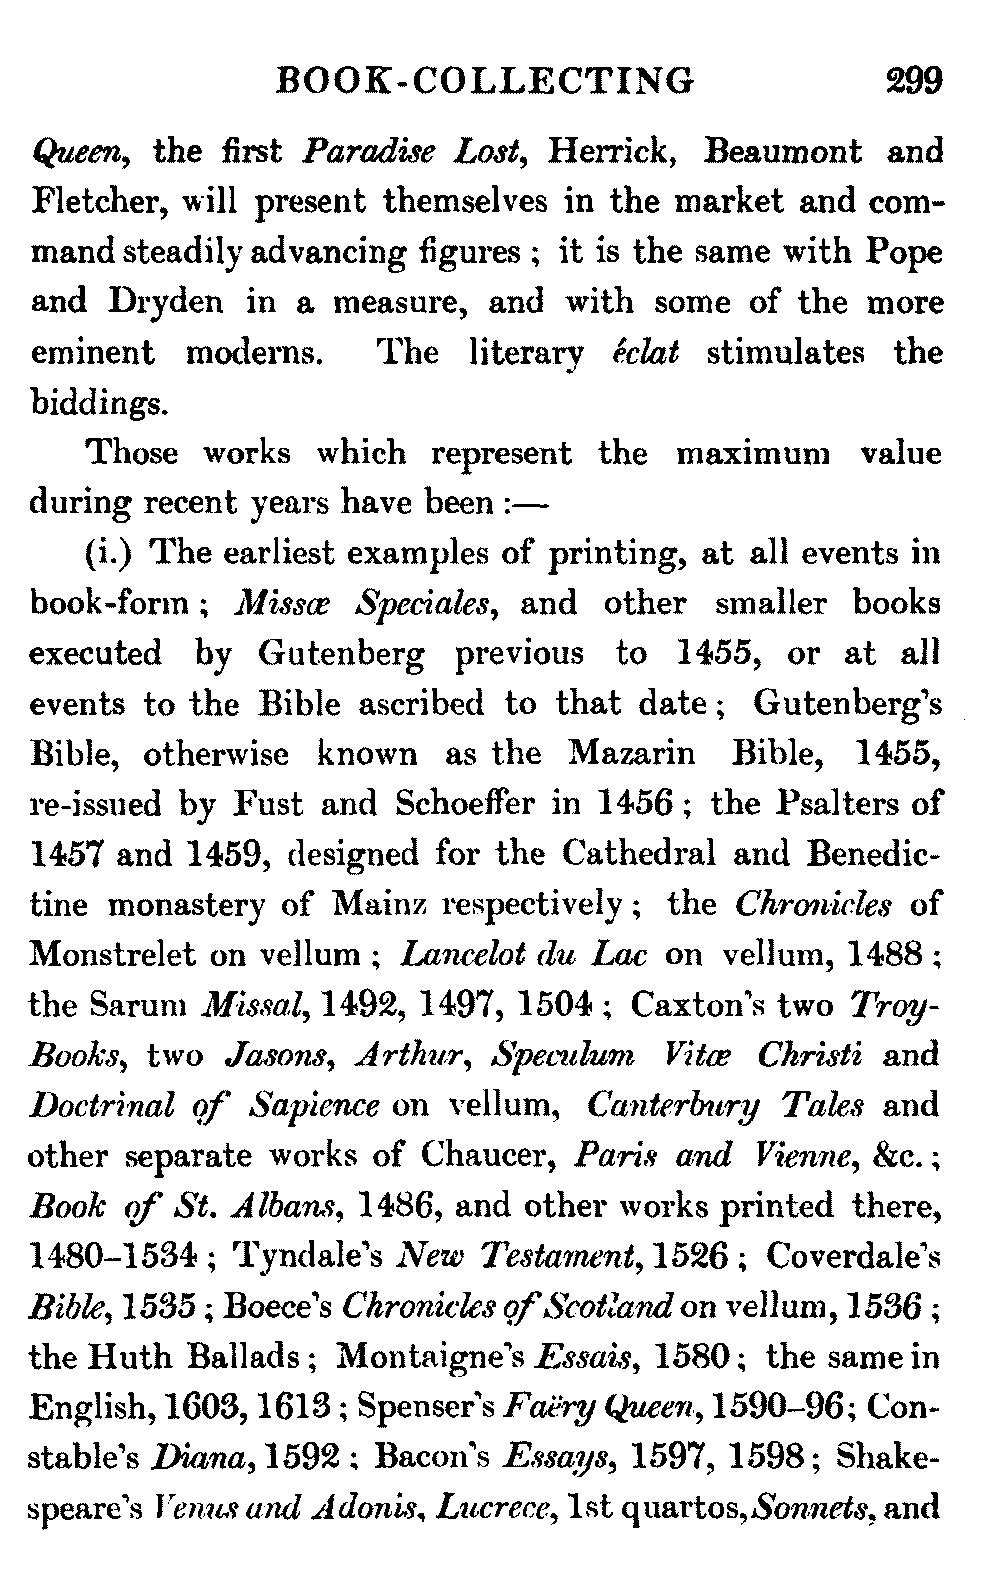 BOOK-COLLECTING 299
Queen, the first Paradise Lost, Herrick, Beaumont and
Fletcher, will present themselves in the market and com-
mand steadily advancing figures ; it is the same with Pope
and Dryden in a measure, and with some of the more
eminent moderns. The literary éclat stimulates the
biddings.
Those works which represent the maximum value
during recent years have been :—
(i.) The earliest examples of printing, at all events in
book-form ; Missœ Speciales, and other smaller books
executed by Gutenberg previous to 1455, or at all
events to the Bible ascribed to that date ; Gutenberg's
Bible, otherwise known as the Mazarin Bible, 1455,
re-issued by Fust and Schoeffer in 1456 ; the Psalters of
1457 and 1459, designed for the Cathedral and Benedic-
tine monastery of Mainz respectively ; the Chronicles of
Monstrelet on vellum ; Lancelot du Lac on vellum, 1488 ;
the Sarum Missal, 1492, 1497, 1504 ; Caxton's two Troy-
Books, two Jasons, Arthur, Speculum Vitœ Christi and
Doctrinal of Sapience on vellum, Canterbury Tales and
other separate works of Chaucer, Paris and Vienne, &c. ;
Book of St. Albans, 1486, and other works printed there,
1480–1534 ; Tyndale's New Testament, 1526 ; Coverdale's
Bible, 1535 ; Boece's Chronicles of Scotland on vellum, 1536 ;
the Huth Ballads ; Montaigne's Essais, 1580 ; the same in
English, 1603, 1613 ; Spenser's Faëry Queen, 1590–96 ; Con-
stable's Diana, 1592 ; Bacon's Essays, 1597, 1598 ; Shake-
speare's Venus and Adonis, Lucrece, 1st quartos, Sonnets, and